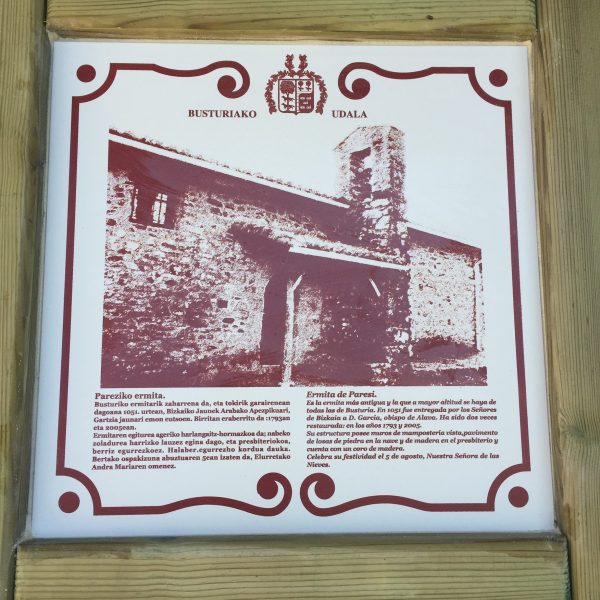 BUSTURIAKO UDALA
Pareziko ermita.
Busturiko ermitarik zaharrena da, eta tokirik garairenean
dagoana 1051. urtean, Bizkaiko Jaunek Arabako Apezpikuari,
Gartzia jaunari emon eutsoen. Birritan eraberritu da :1793an
eta 2005ean.
Ermitaren egitura ageriko harlangaitz-hormazkoa da; nabeko
zoladurea harrizko lauzez egina dago, eta presbiteriokoa,
berriz egurrezkoez. Halaber.egurrezho kordua dauka.
Bertako ospakizuna abuztuaren 5ean izaten da, Elurretako
Andra Mariaren omenez.
Ermita de Paresi.
Es la ermita más antigua y la que a mayor altitud se haya de
todas las de Busturia. En 1051 fue entregada por los Señores
de Bizkaia a D. García, obispo de Alava. Ha sido dos veces
restaurada: en los años 1793 y 2005.
Su estructura posee muros de mampostería vista,pavimento
de losas de piedra en la nave y de madera en el presbiterio y
cuenta con un coro de madera.
Celebra su festividad el 5 de agosto, Nuestra Señora de las
Nieves.